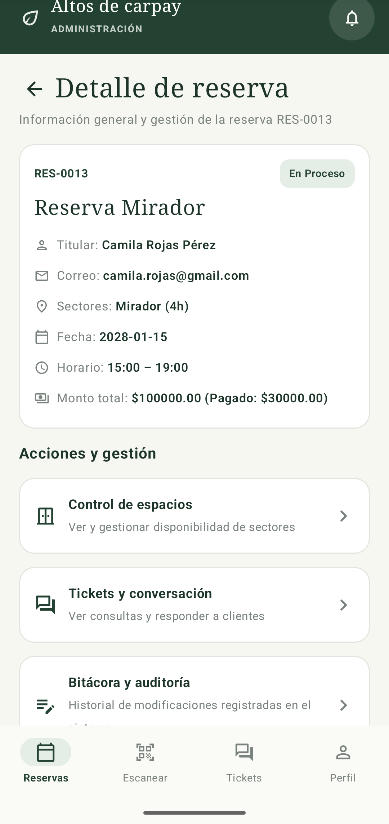 Altos de carpay
ADMINISTRACIÓN
Detalle de reserva
Información general y gestión de la reserva RES-0013
RES-0013
En Proceso
Reserva Mirador
Titular: Camila Rojas Pérez
Correo: camila.rojas@gmail.com
Sectores: Mirador (4h)
Fecha: 2028-01-15
Horario: 15:00 – 19:00
Monto total: $100000.00 (Pagado: $30000.00)
Acciones y gestión
Control de espacios
Ver y gestionar disponibilidad de sectores
Tickets y conversación
Ver consultas y responder a clientes
Bitácora y auditoría
Historial de modificaciones registradas en el
Reservas
Escanear
Tickets
Perfil